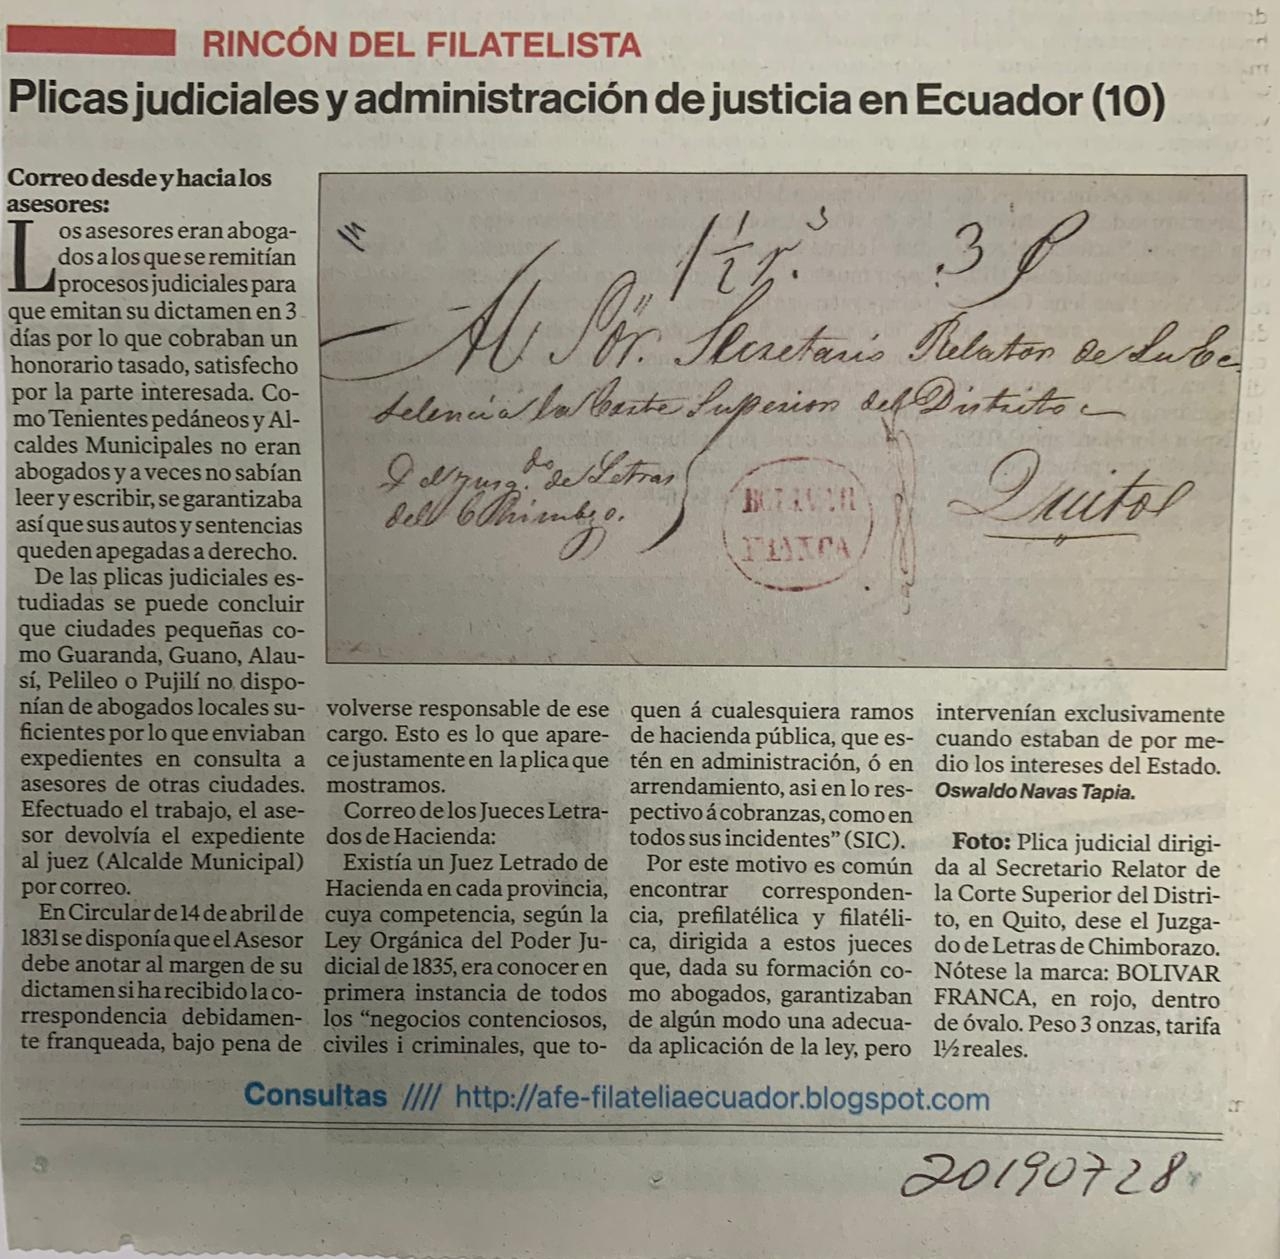 RINCÓN DEL FILATELISTA
Plicas judiciales y administración de justicia en Ecuador (10)
Correo desde y hacia los
asesores:
Los asesores eran aboga-
dos a los que se remitían
procesos judiciales para
que emitan su dictamen en 3
días por lo que cobraban un
honorario tasado, satisfecho
por la parte interesada. Co-
mo Tenientes pedáneos y Al-
caldes Municipales no eran
abogados y a veces no sabían
leer y escribir, se garantizaba
así que sus autos y sentencias
queden apegadas a derecho.
De las plicas judiciales es-
tudiadas se puede concluir
que ciudades pequeñas co-
mo Guaranda, Guano, Alau-
sí, Pelileo o Pujilí no dispo-
nían de abogados locales su-
ficientes por lo que enviaban
expedientes en consulta a
asesores de otras ciudades.
Efectuado el trabajo, el ase-
sor devolvía el expediente
al juez (Alcalde Municipal)
por correo.
En Circular de 14 de abril de
1831 se disponía que el Asesor
debe anotar al margen de su
dictamen si ha recibido la co-
rrespondencia debidamen-
te franqueada, bajo pena de
1½ r.s 3
Al Sor. Secretario Relator de Su Ec-
selencia la Corte Superior del Distrito
Del Juzg.do de Letras
del Chimbzo.
Quito
BOLIVAR
FRANCA
volverse responsable de ese
cargo. Esto es lo que apare-
ce justamente en la plica que
mostramos.
Correo de los Jueces Letra-
dos de Hacienda:
Existía un Juez Letrado de
Hacienda en cada provincia,
cuya competencia, según la
Ley Orgánica del Poder Ju-
dicial de 1835, era conocer en
primera instancia de todos
los “negocios contenciosos,
civiles i criminales, que to-
quen á cualesquiera ramos
de hacienda pública, que es-
tén en administración, ó en
arrendamiento, asi en lo res-
pectivo á cobranzas, como en
todos sus incidentes” (SIC).
Por este motivo es común
encontrar corresponden-
cia, prefilatélica y filatéli-
ca, dirigida a estos jueces
que, dada su formación co-
mo abogados, garantizaban
de algún modo una adecua-
da aplicación de la ley, pero
intervenían exclusivamente
cuando estaban de por me-
dio los intereses del Estado.
Oswaldo Navas Tapia.
Foto: Plica judicial dirigi-
da al Secretario Relator de
la Corte Superior del Distri-
to, en Quito, dese el Juzga-
do de Letras de Chimborazo.
Nótese la marca: BOLIVAR
FRANCA, en rojo, dentro
de óvalo. Peso 3 onzas, tarifa
1½ reales.
Consultas //// http://afe-filateliaecuador.blogspot.com
20190728